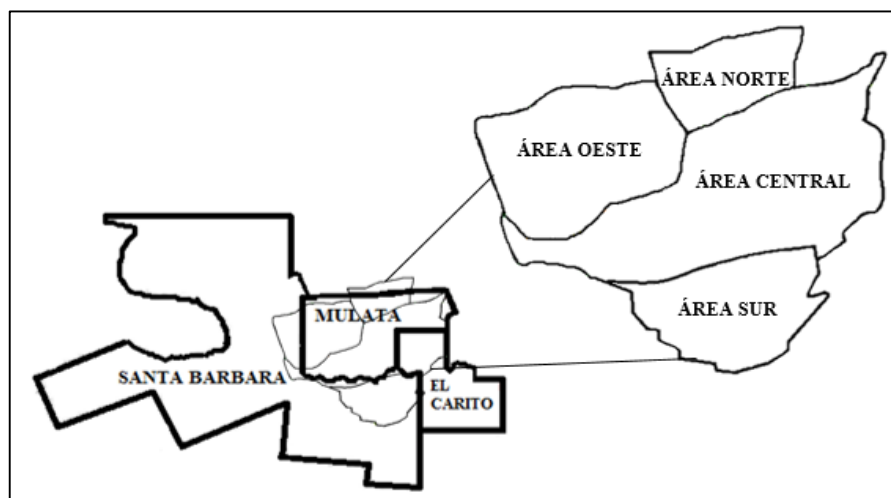 ÁREA NORTE
ÁREA OESTE
ÁREA CENTRAL
ÁREA SUR
MULATA
SANTA BARBARA
EL
CARITO